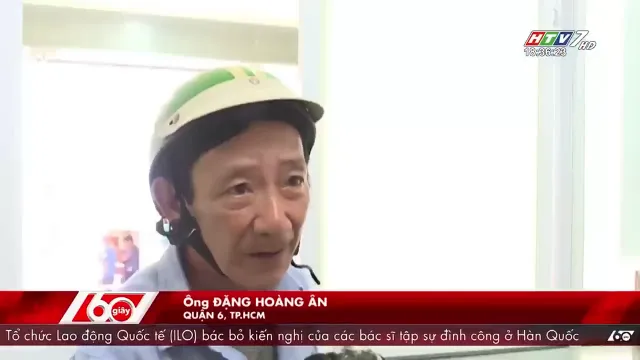 HTV7 HD
18:36:23
Ông ĐẶNG HOÀNG ÂN
60 giây
QUẬN 6, TP.HCM
Tổ chức Lao động Quốc tế (ILO) bác bỏ kiến nghị của các bác sĩ tập sự đình công ở Hàn Quốc
60